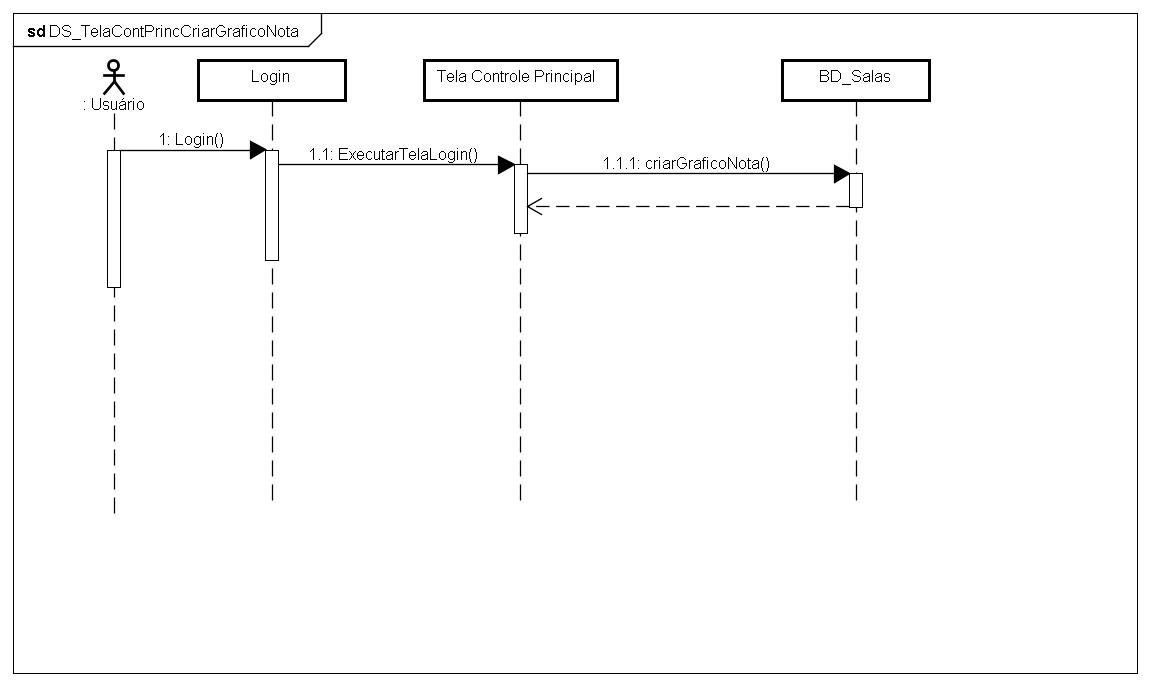 sd DS_TelaContPrincCriarGraficoNota
: Usuário
Login
Tela Controle Principal
BD_Salas
1: Login()
1.1: ExecutarTelaLogin()
1.1.1: criarGraficoNota()